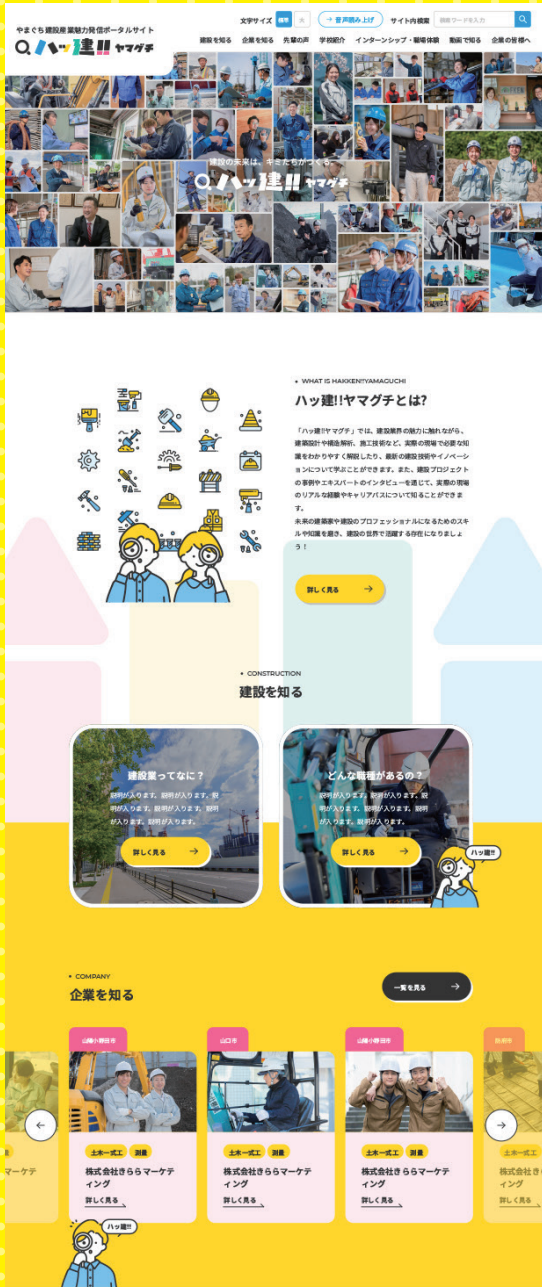 やまぐち建設産業魅力発信ポータルサイト
ハッ建!! ヤマグチ
文字サイズ 標準 大 音声読み上げ サイト内検索 検索ワードを入力
建設を知る 企業を知る 先輩の声 学校紹介 インターンシップ・職場体験 動画で知る 企業の皆様へ
建設の未来は、キミたちがつくる。
ハッ建!! ヤマグチ
• WHAT IS HAKKEN!!YAMAGUCHI
ハッ建!!ヤマグチとは?
「ハッ建!!ヤマグチ」では、建設業界の魅力に触れながら、
建築設計や構造解析、施工技術など、実際の現場で必要な知
識をわかりやすく解説したり、最新の建設技術やイノベーシ
ョンについて学ぶことができます。また、建設プロジェクト
の事例やエキスパートのインタビューを通じて、実際の現場
のリアルな経験やキャリアパスについて知ることができま
す。
未来の建築家や建設のプロフェッショナルになるためのスキ
ルや知識を磨き、建設の世界で活躍する存在になりましょ
う!
詳しく見る
• CONSTRUCTION
建設を知る
建設業ってなに?
説明が入ります。説明が入ります。説
明が入ります。説明が入ります。説明
が入ります。説明が入ります。
詳しく見る
どんな職種があるの?
説明が入ります。説明が入ります。説
明が入ります。説明が入ります。説明
が入ります。説明が入ります。
詳しく見る
ハッ建!!
• COMPANY
企業を知る
一覧を見る
山陽小野田市
土木一式工 測量
株式会社きららマーケテ
ィング
詳しく見る
山口市
土木一式工 測量
株式会社きららマーケテ
ィング
詳しく見る
山陽小野田市
土木一式工 測量
株式会社きららマーケテ
ィング
詳しく見る
土木一式工
株式会社き
ィング
詳しく見る
マーケテ
ハッ建!!